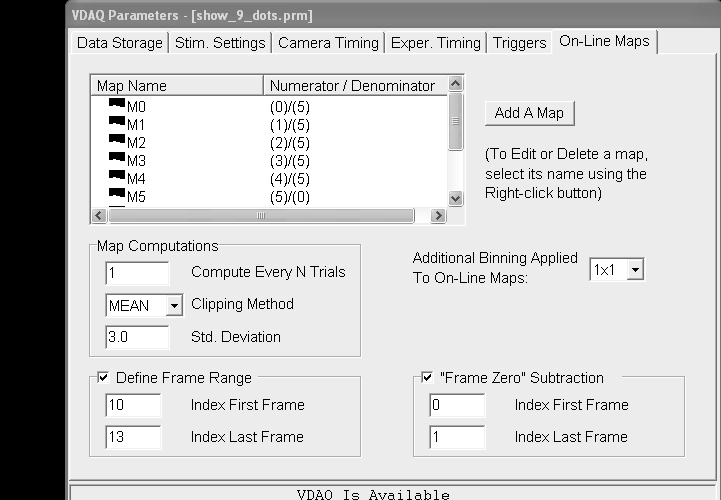 VDAQ Parameters - [show_9_dots.prm]
Data Storage Stim. Settings Camera Timing Exper. Timing Triggers On-Line Maps
Map Name Numerator / Denominator
M0 (0)/(5)
M1 (1)/(5)
M2 (2)/(5)
M3 (3)/(5)
M4 (4)/(5)
M5 (5)/(0)
Add A Map
(To Edit or Delete a map,
select its name using the
Right-click button)
Map Computations
1 Compute Every N Trials
MEAN Clipping Method
3.0 Std. Deviation
Additional Binning Applied
To On-Line Maps:
1x1
Define Frame Range
10 Index First Frame
13 Index Last Frame
"Frame Zero" Subtraction
0 Index First Frame
1 Index Last Frame
VDAQ Is Available